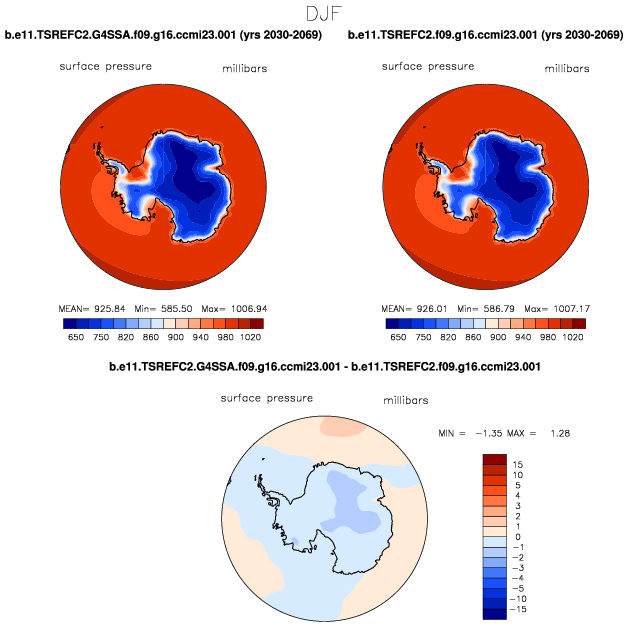 DJF
b.e11.TSREFC2.G4SSA.f09.g16.ccmi23.001 (yrs 2030-2069)
b.e11.TSREFC2.f09.g16.ccmi23.001 (yrs 2030-2069)
surface pressure millibars
surface pressure millibars
MEAN= 925.84 Min= 585.50 Max= 1006.94
MEAN= 926.01 Min= 586.79 Max= 1007.17
650 750 820 860 900 940 980 1020
650 750 820 860 900 940 980 1020
b.e11.TSREFC2.G4SSA.f09.g16.ccmi23.001 - b.e11.TSREFC2.f09.g16.ccmi23.001
surface pressure millibars
MIN = -1.35 MAX = 1.28
15
10
5
4
3
2
1
0
-1
-2
-3
-4
-5
-10
-15